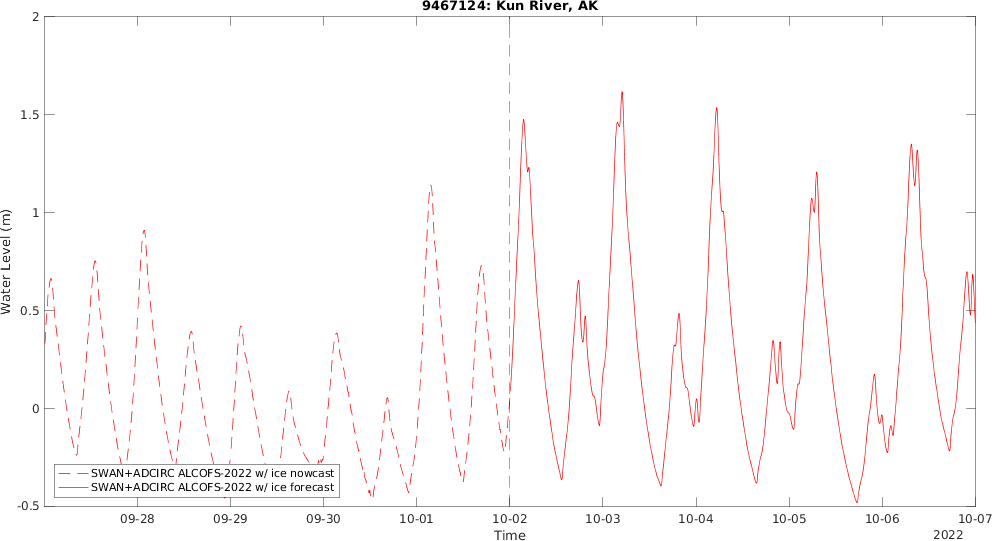 9467124: Kun River, AK
2
1.5
1
0.5
0
-0.5
Water Level (m)
SWAN+ADCIRC ALCOFS-2022 w/ ice nowcast
SWAN+ADCIRC ALCOFS-2022 w/ ice forecast
09-28 09-29 09-30 10-01 10-02 10-03 10-04 10-05 10-06 10-07
Time
2022